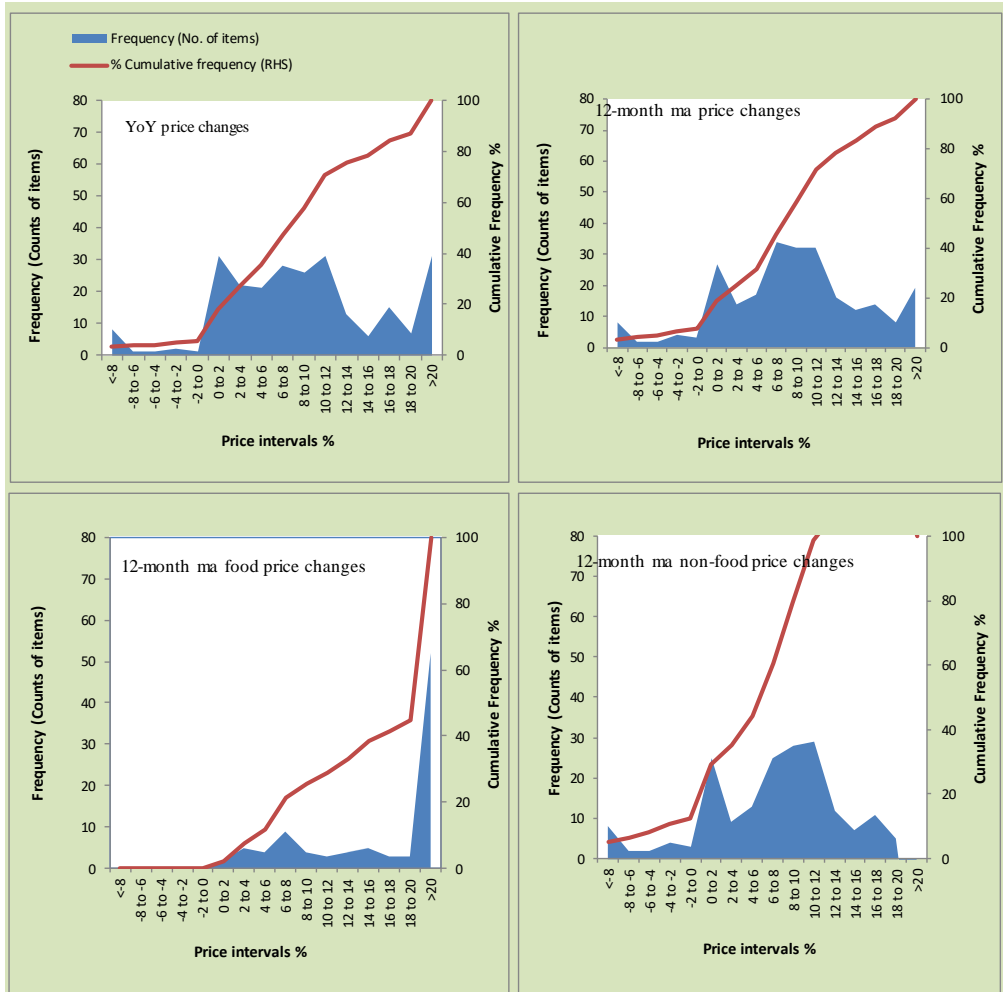 Frequency (No. of items)
% Cumulative frequency (RHS)
YoY price changes
Frequency (Counts of items)
80
70
60
50
40
30
20
10
0
100
80
60
40
20
0
Cumulative Frequency %
<-8
-8 to -6
-6 to -4
-4 to -2
-2 to 0
0 to 2
2 to 4
4 to 6
6 to 8
8 to 10
10 to 12
12 to 14
14 to 16
16 to 18
18 to 20
>20
Price intervals %
12-month ma price changes
Frequency (Counts of items)
80
70
60
50
40
30
20
10
0
100
80
60
40
20
0
Cumulative Frequency %
<-8
-8 to -6
-6 to -4
-4 to -2
-2 to 0
0 to 2
2 to 4
4 to 6
6 to 8
8 to 10
10 to 12
12 to 14
14 to 16
16 to 18
18 to 20
>20
Price intervals %
12-month ma food price changes
Frequency (Counts of items)
80
70
60
50
40
30
20
10
0
100
80
60
40
20
0
Cumulative Frequency %
<-8
-8 to -6
-6 to -4
-4 to -2
-2 to 0
0 to 2
2 to 4
4 to 6
6 to 8
8 to 10
10 to 12
12 to 14
14 to 16
16 to 18
18 to 20
>20
Price intervals %
12-month ma non-food price changes
Frequency (Counts of items)
80
70
60
50
40
30
20
10
0
100
80
60
40
20
0
Cumulative Frequency %
<-8
-8 to -6
-6 to -4
-4 to -2
-2 to 0
0 to 2
2 to 4
4 to 6
6 to 8
8 to 10
10 to 12
12 to 14
14 to 16
16 to 18
18 to 20
>20
Price intervals %